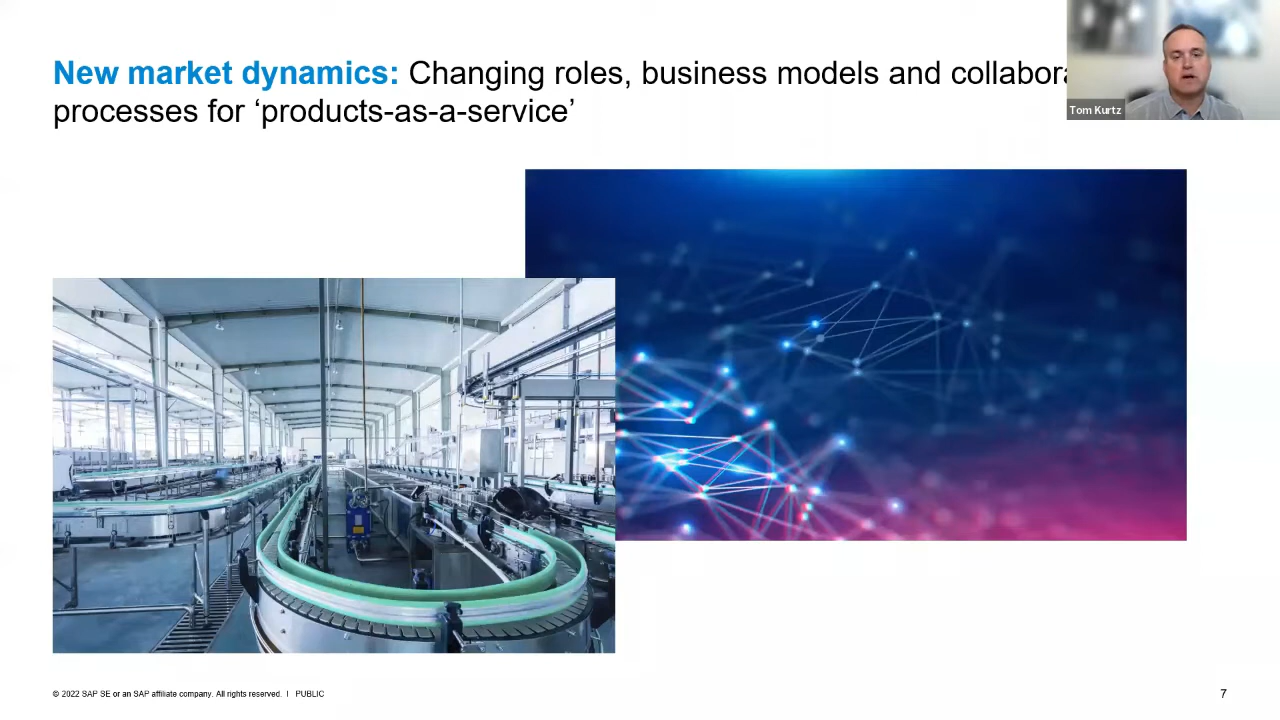 New market dynamics: Changing roles, business models and
processes for ‘products-as-a-service’
Tom Kurtz
© 2022 SAP SE or an SAP affiliate company. All rights reserved. I PUBLIC
7